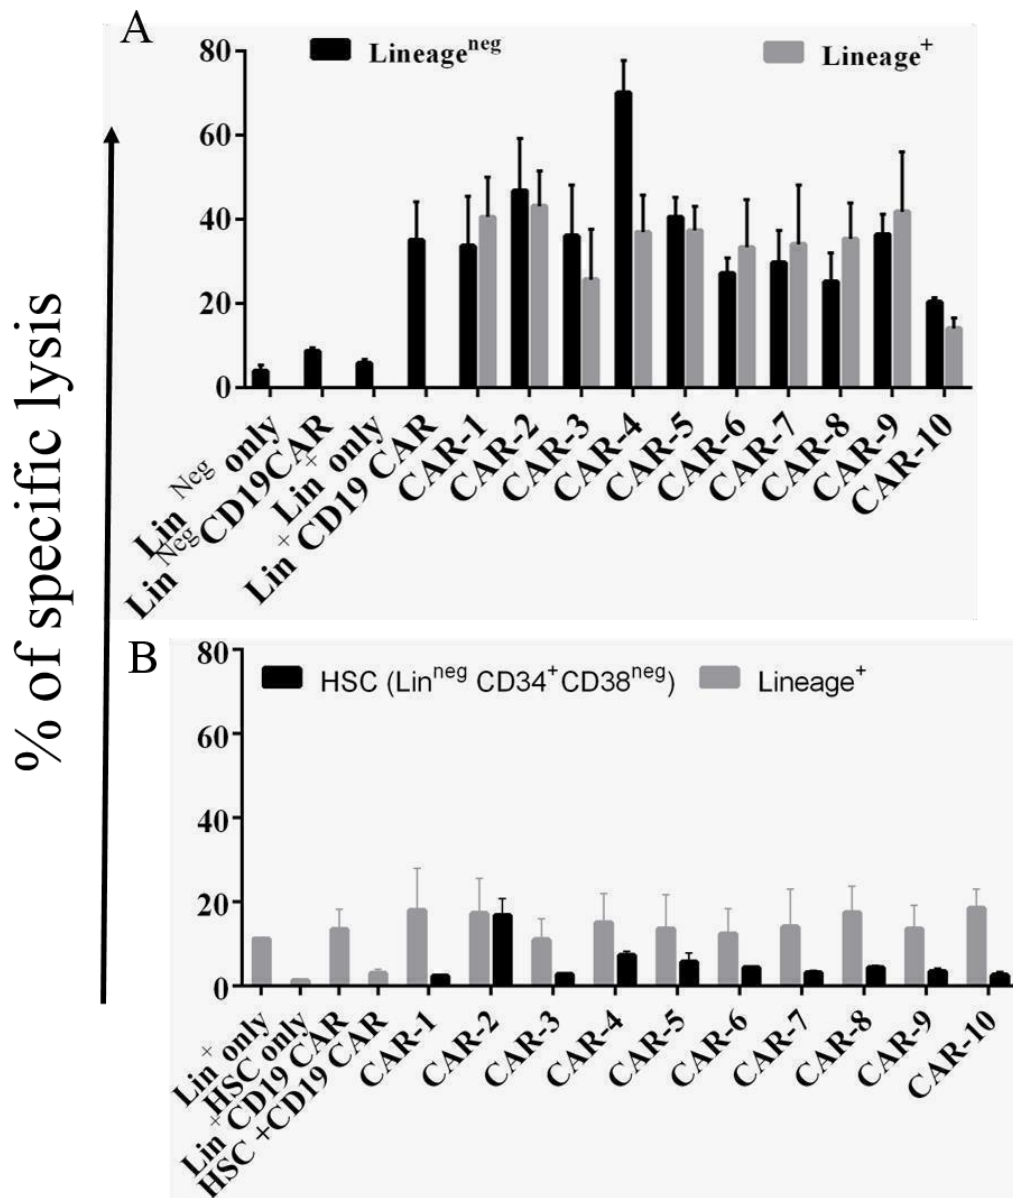 % of specific lysis
A
Lineage^neg
Lineage^+
80
60
40
20
0
Lin^Neg only
Lin^Neg CD19CAR
Lin^+ only
Lin^+ CD19 CAR
CAR-1
CAR-2
CAR-3
CAR-4
CAR-5
CAR-6
CAR-7
CAR-8
CAR-9
CAR-10
B
HSC (Lin^neg CD34^+CD38^neg)
Lineage^+
80
60
40
20
0
Lin^+ only
HSC only
Lin^+ CD19 CAR
HSC +CD19 CAR
CAR-1
CAR-2
CAR-3
CAR-4
CAR-5
CAR-6
CAR-7
CAR-8
CAR-9
CAR-10